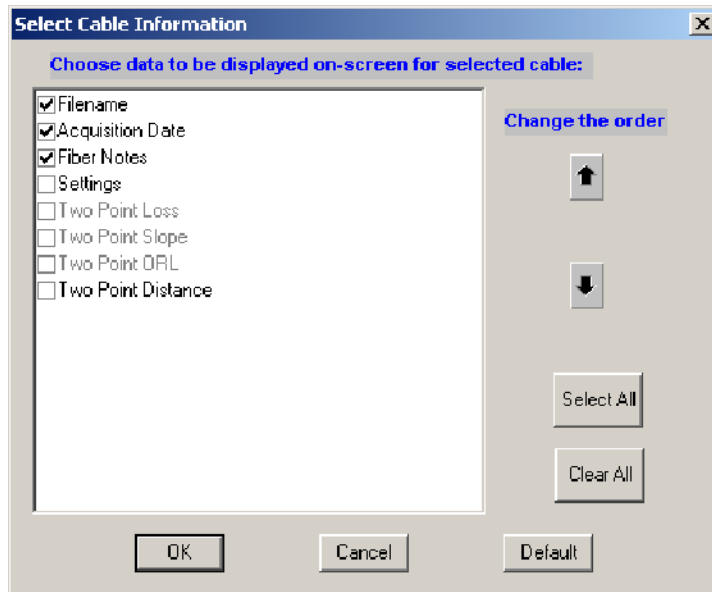 Select Cable Information
Choose data to be displayed on-screen for selected cable:
Filename
Acquisition Date
Fiber Notes
Settings
Two Point Loss
Two Point Slope
Two Point ORL
Two Point Distance
Change the order
Select All
Clear All
OK
Cancel
Default